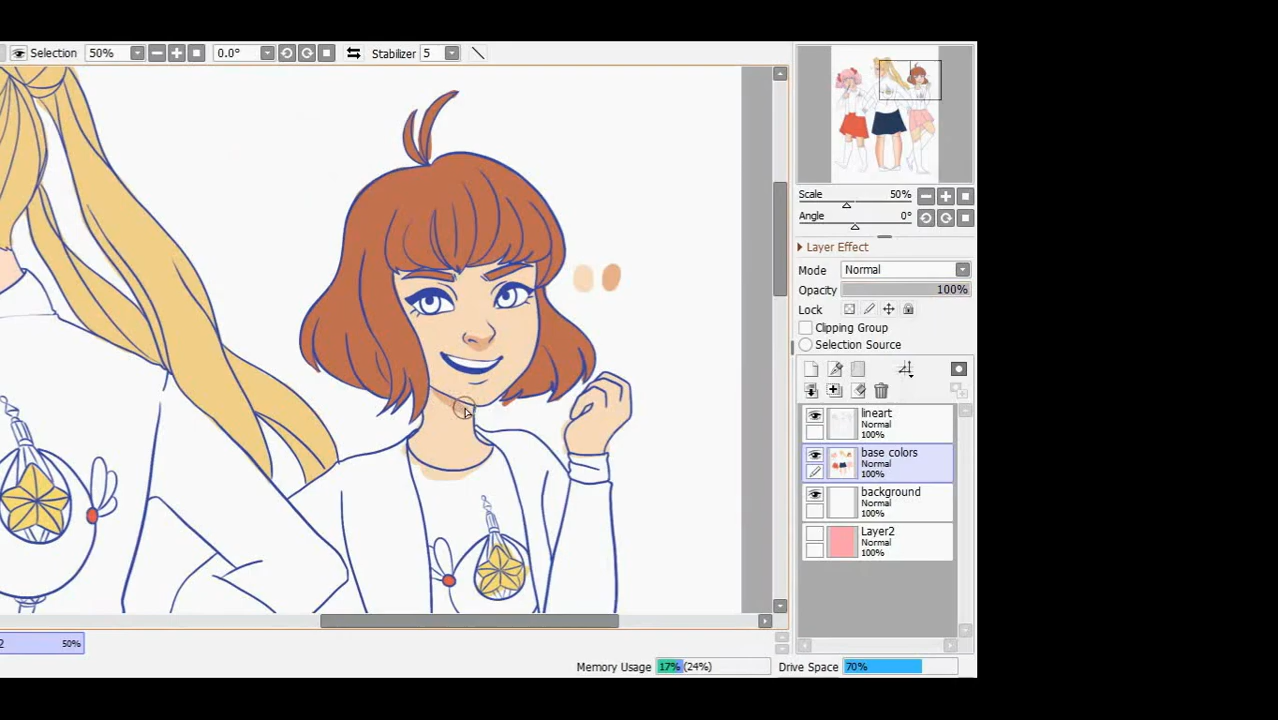 Selection 50% 0.0° Stabilizer 5
Scale 50%
Angle 0°
Layer Effect
Mode Normal
Opacity 100%
Lock
Clipping Group
Selection Source
lineart
Normal
100%
base colors
Normal
100%
background
Normal
100%
Layer2
Normal
100%
2 50%
Memory Usage 17% (24%) Drive Space 70%